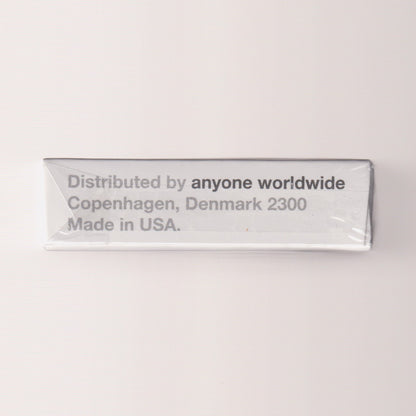 Distributed by anyone worldwide
Copenhagen, Denmark 2300
Made in USA.